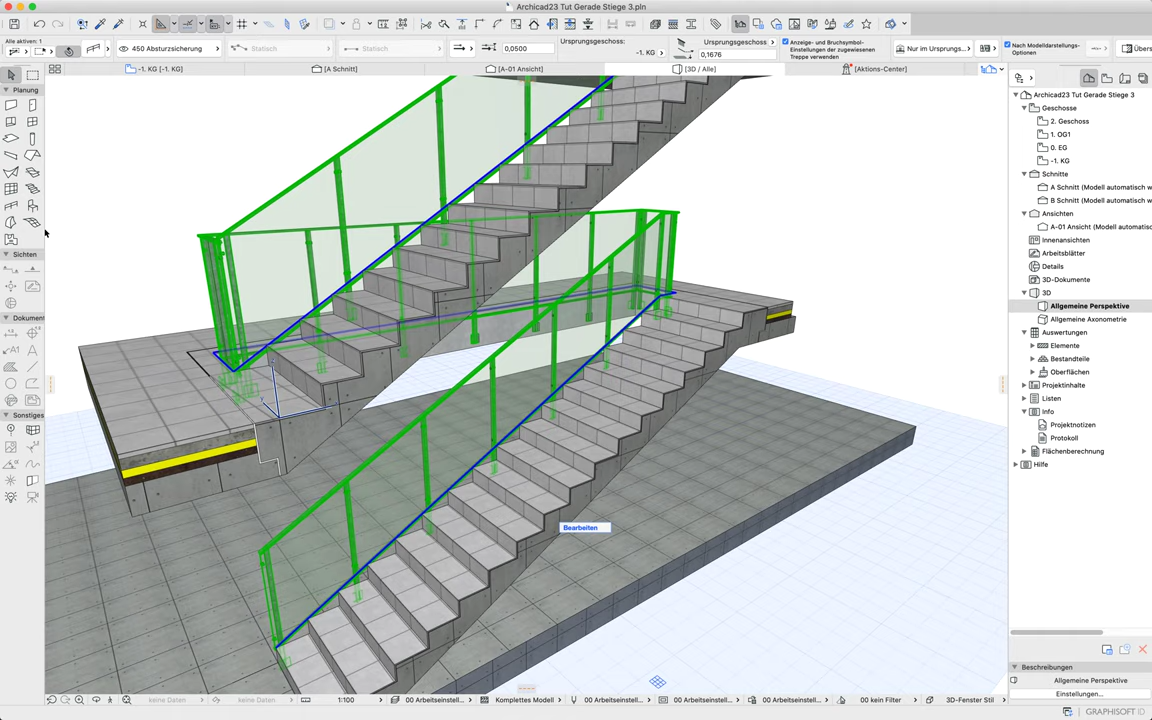 Archicad23 Tut Gerade Stiege 3.pln
Alle aktiven: 1
450 Absturzsicherung
Statisch
Statisch
0,0500
Ursprungsgeschoss:
-1. KG
Ursprungsgeschoss
0,1676
Anzeige- und Bruchsymbol-
Einstellungen der zugewiesenen
Treppe verwenden
Nur im Ursprungs...
Nach Modelldarstellungs-
Optionen
Übers
-1. KG [-1. KG]
[A Schnitt]
[A-01 Ansicht]
[3D / Alle]
[Aktions-Center]
Planung
Sichten
Dokument
Sonstiges
Archicad23 Tut Gerade Stiege 3
Geschosse
2. Geschoss
1. OG1
0. EG
-1. KG
Schnitte
A Schnitt (Modell automatisch w
B Schnitt (Modell automatisch w
Ansichten
A-01 Ansicht (Modell automatisc
Innenansichten
Arbeitsblätter
Details
3D-Dokumente
3D
Allgemeine Perspektive
Allgemeine Axonometrie
Auswertungen
Elemente
Bestandteile
Oberflächen
Projektinhalte
Listen
Info
Projektnotizen
Protokoll
Flächenberechnung
Hilfe
Bearbeiten
Beschreibungen
Allgemeine Perspektive
Einstellungen...
keine Daten
keine Daten
1:100
00 Arbeitseinstell...
Komplettes Modell
00 Arbeitseinstell...
00 Arbeitseinstell...
00 Arbeitseinstell...
00 kein Filter
3D-Fenster Stil
GRAPHISOFT ID